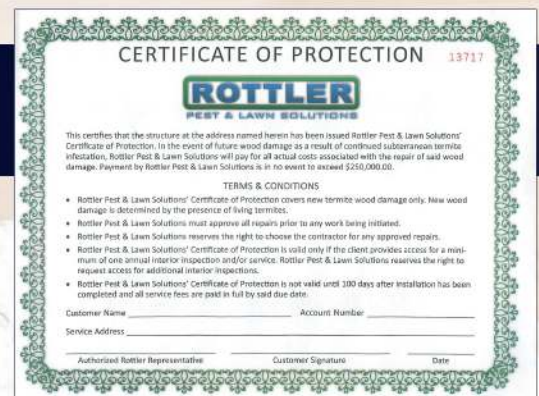 CERTIFICATE OF PROTECTION 13717
ROTTLER
PEST & LAWN SOLUTIONS
This certifies that the structure at the address named herein has been issued Rottler Pest & Lawn Solutions'
Certificate of Protection. In the event of future wood damage as a result of continued subterranean termite
infestation, Rottler Pest & Lawn Solutions will pay for all actual costs associated with the repair of said wood
damage. Payment by Rottler Pest & Lawn Solutions is in no event to exceed $250,000.00.
TERMS & CONDITIONS
• Rottler Pest & Lawn Solutions' Certificate of Protection covers new termite wood damage only. New wood
damage is determined by the presence of living termites.
• Rottler Pest & Lawn Solutions must approve all repairs prior to any work being initiated.
• Rottler Pest & Lawn Solutions reserves the right to choose the contractor for any approved repairs.
• Rottler Pest & Lawn Solutions' Certificate of Protection is valid only if the client provides access for a mini-
mum of one annual interior inspection and/or service. Rottler Pest & Lawn Solutions reserves the right to
request access for additional interior inspections.
• Rottler Pest & Lawn Solutions' Certificate of Protection is not valid until 100 days after installation has been
completed and all service fees are paid in full by said due date.
Customer Name Account Number
Service Address
Authorized Rottler Representative Customer Signature Date